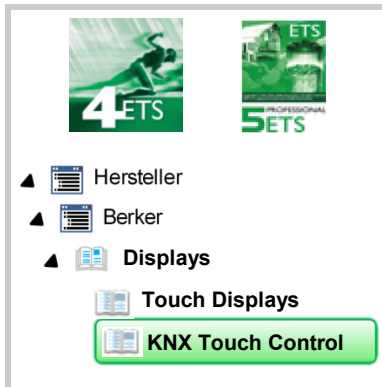 4ETS
ETS
PROFESSIONAL
5ETS
Hersteller
Berker
Displays
Touch Displays
KNX Touch Control